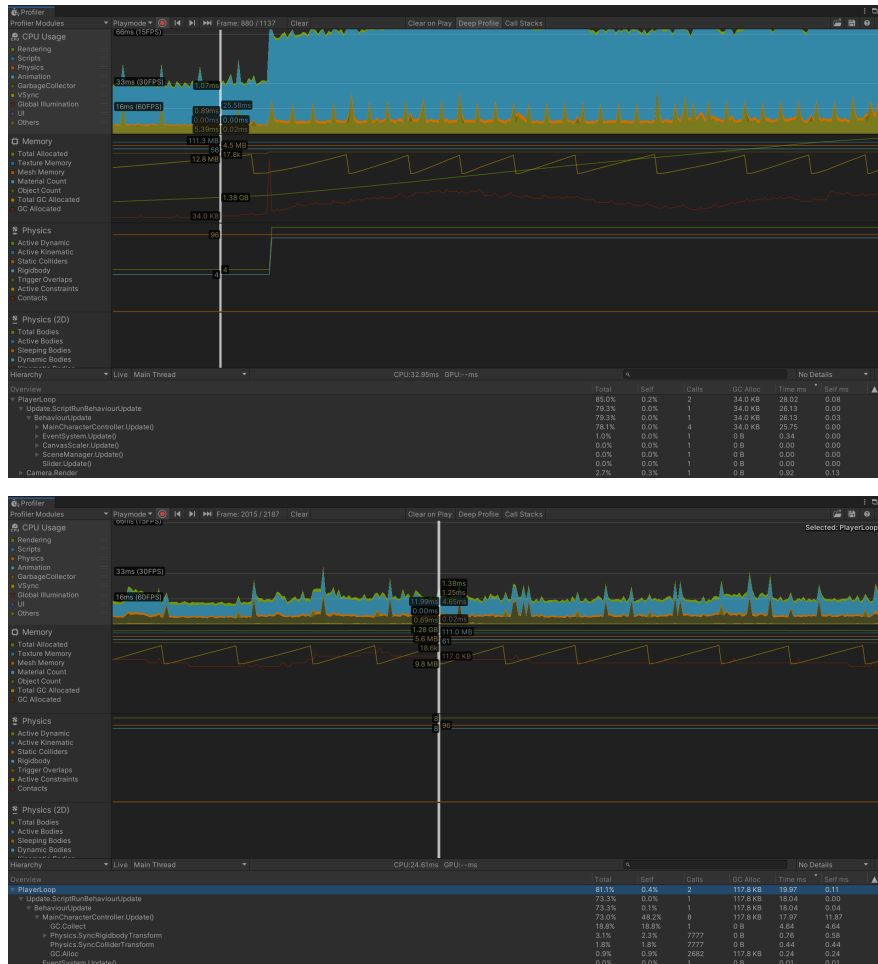 Profiler
Profiler Modules Playmode Frame: 880 / 1137 Clear Clear on Play Deep Profile Call Stacks
CPU Usage
Rendering
Scripts
Physics
Animation
GarbageCollector
VSync
Global Illumination
UI
Others
66ms (15FPS)
33ms (30FPS)
16ms (60FPS)
1.07ms
25.58ms
0.89ms
0.00ms 0.00ms
5.39ms 0.02ms
Memory
Total Allocated
Texture Memory
Mesh Memory
Material Count
Object Count
Total GC Allocated
GC Allocated
111.3 MB
4.5 MB
56
17.8k
12.8 MB
1.38 GB
34.0 KB
Physics
Active Dynamic
Active Kinematic
Static Colliders
Rigidbody
Trigger Overlaps
Active Constraints
Contacts
96
4
4
Physics (2D)
Total Bodies
Active Bodies
Sleeping Bodies
Dynamic Bodies
Hierarchy Live Main Thread CPU:32.95ms GPU:--ms No Details
Overview Total Self Calls GC Alloc Time ms Self ms
PlayerLoop 85.0% 0.2% 2 34.0 KB 28.02 0.08
Update.ScriptRunBehaviourUpdate 79.3% 0.0% 1 34.0 KB 26.13 0.00
BehaviourUpdate 79.3% 0.0% 1 34.0 KB 26.13 0.03
MainCharacterController.Update() 78.1% 0.0% 4 34.0 KB 25.75 0.00
EventSystem.Update() 1.0% 0.0% 1 0 B 0.34 0.00
CanvasScaler.Update() 0.0% 0.0% 1 0 B 0.00 0.00
SceneManager.Update() 0.0% 0.0% 1 0 B 0.00 0.00
Slider.Update() 0.0% 0.0% 1 0 B 0.00 0.00
Camera.Render 2.7% 0.3% 1 0 B 0.92 0.13
Profiler
Profiler Modules Playmode Frame: 2015 / 2187 Clear Clear on Play Deep Profile Call Stacks
CPU Usage
Rendering
Scripts
Physics
Animation
GarbageCollector
VSync
Global Illumination
UI
Others
66ms (15FPS)
Selected: PlayerLoop
33ms (30FPS)
16ms (60FPS)
1.38ms
1.25ms
11.99ms 4.65ms
0.00ms
0.69ms 0.02ms
Memory
Total Allocated
Texture Memory
Mesh Memory
Material Count
Object Count
Total GC Allocated
GC Allocated
1.28 GB 111.0 MB
5.6 MB 61
18.6k
117.0 KB
9.8 MB
Physics
Active Dynamic
Active Kinematic
Static Colliders
Rigidbody
Trigger Overlaps
Active Constraints
Contacts
8
96
8
Physics (2D)
Total Bodies
Active Bodies
Sleeping Bodies
Dynamic Bodies
Hierarchy Live Main Thread CPU:24.61ms GPU:--ms No Details
Overview Total Self Calls GC Alloc Time ms Self ms
PlayerLoop 81.1% 0.4% 2 117.8 KB 19.97 0.11
Update.ScriptRunBehaviourUpdate 73.3% 0.0% 1 117.8 KB 18.04 0.00
BehaviourUpdate 73.3% 0.1% 1 117.8 KB 18.04 0.04
MainCharacterController.Update() 73.0% 48.2% 8 117.8 KB 17.97 11.87
GC.Collect 18.8% 18.8% 1 0 B 4.64 4.64
Physics.SyncRigidbodyTransform 3.1% 2.3% 7777 0 B 0.76 0.58
Physics.SyncColliderTransform 1.8% 1.8% 7777 0 B 0.44 0.44
GC.Alloc 0.9% 0.9% 2682 117.8 KB 0.24 0.24
EventSystem.Update() 0.0% 0.0% 1 0 B 0.01 0.01